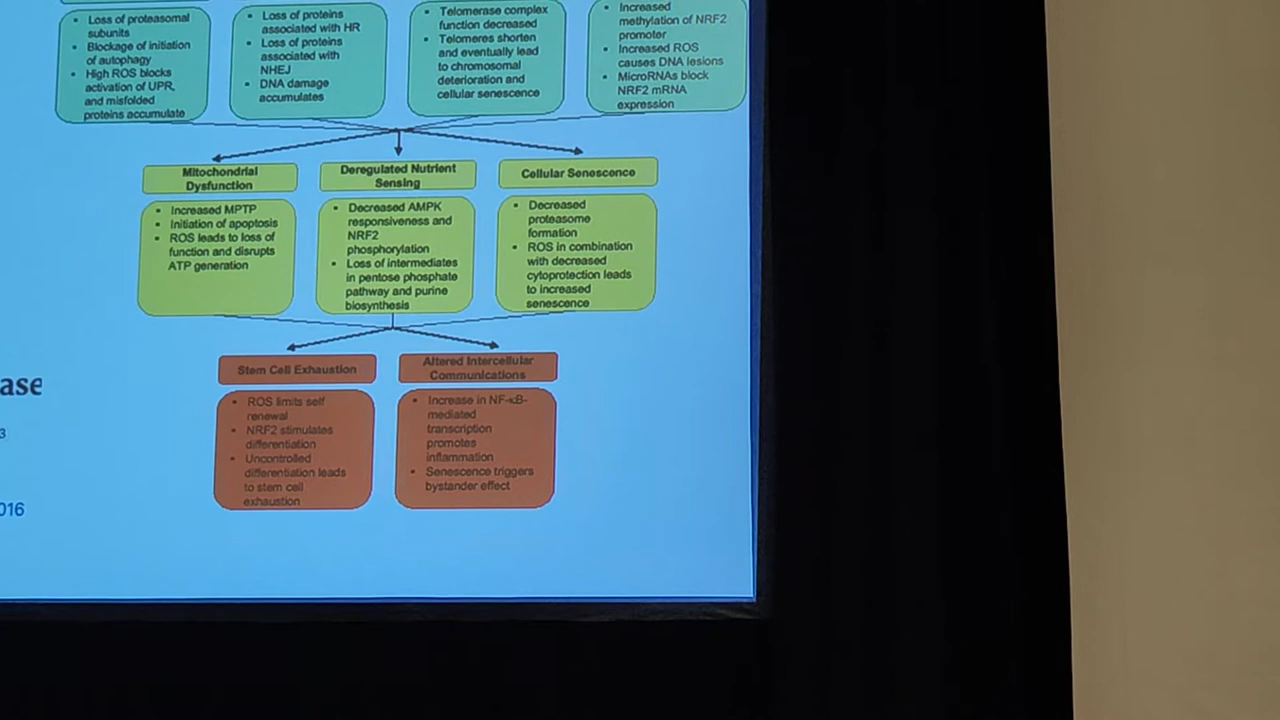 • Loss of proteasomal
subunits
• Blockage of initiation
of autophagy
• High ROS blocks
activation of UPR,
and misfolded
proteins accumulate
• Loss of proteins
associated with HR
• Loss of proteins
associated with
NHEJ
• DNA damage
accumulates
• Telomerase complex
function decreased
• Telomeres shorten
and eventually lead
to chromosomal
deterioration and
cellular senescence
• Increased
methylation of NRF2
promoter
• Increased ROS
causes DNA lesions
• MicroRNAs block
NRF2 mRNA
expression
Mitochondrial
Dysfunction
• Increased MPTP
• Initiation of apoptosis
• ROS leads to loss of
function and disrupts
ATP generation
Deregulated Nutrient
Sensing
• Decreased AMPK
responsiveness and
NRF2
phosphorylation
• Loss of intermediates
in pentose phosphate
pathway and purine
biosynthesis
Cellular Senescence
• Decreased
proteasome
formation
• ROS in combination
with decreased
cytoprotection leads
to increased
senescence
Stem Cell Exhaustion
• ROS limits self
renewal
• NRF2 stimulates
differentiation
• Uncontrolled
differentiation leads
to stem cell
exhaustion
Altered Intercellular
Communications
• Increase in NF-κB-
mediated
transcription
promotes
inflammation
• Senescence triggers
bystander effect
ase
3
016